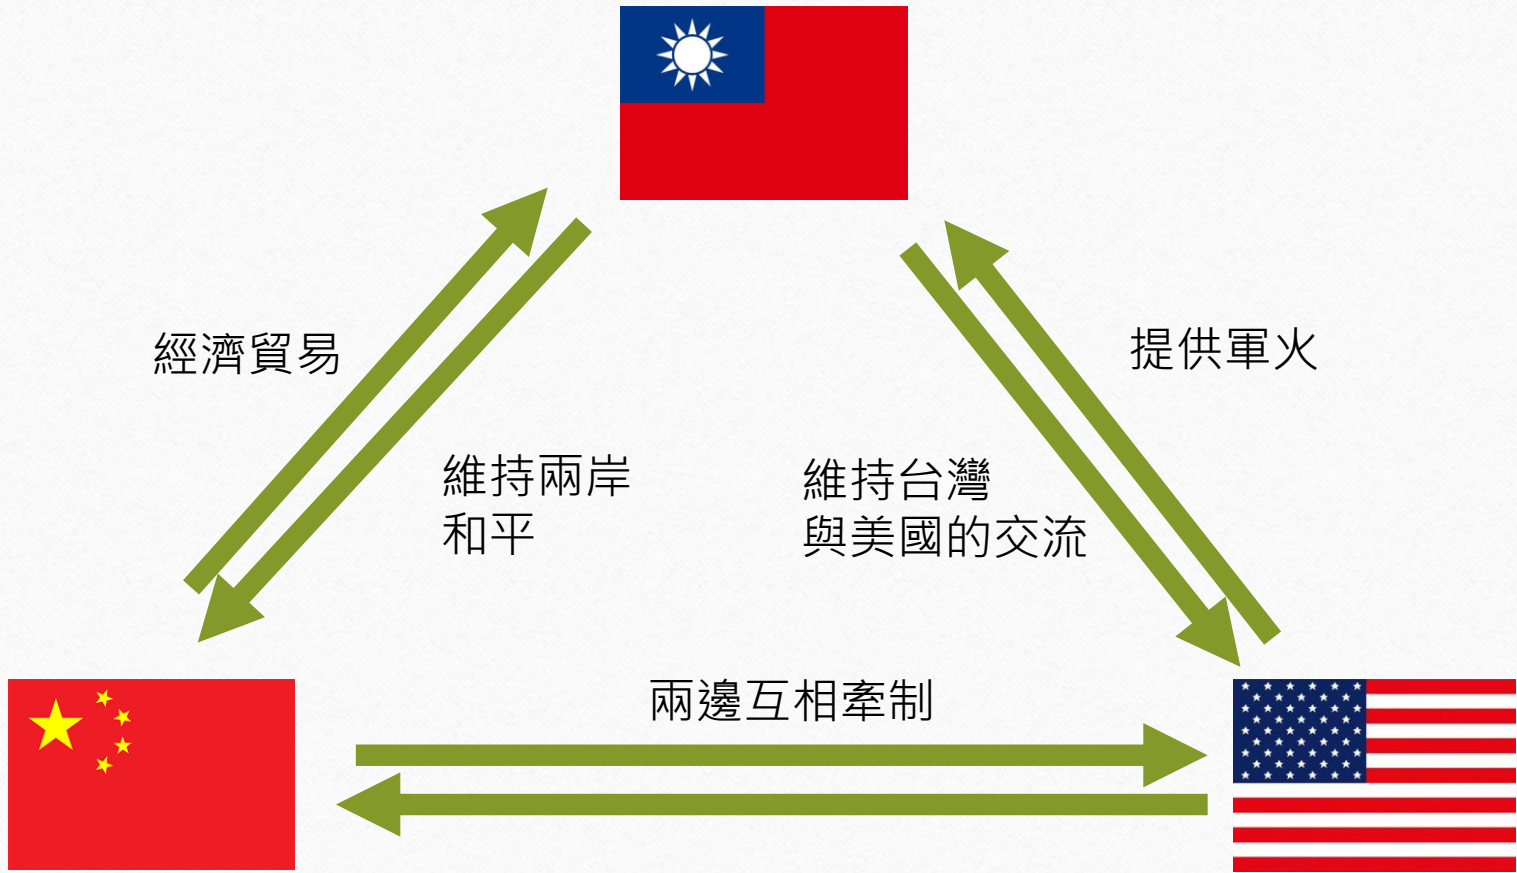 經濟貿易
提供軍火
維持兩岸
和平
維持台灣
與美國的交流
兩邊互相牽制